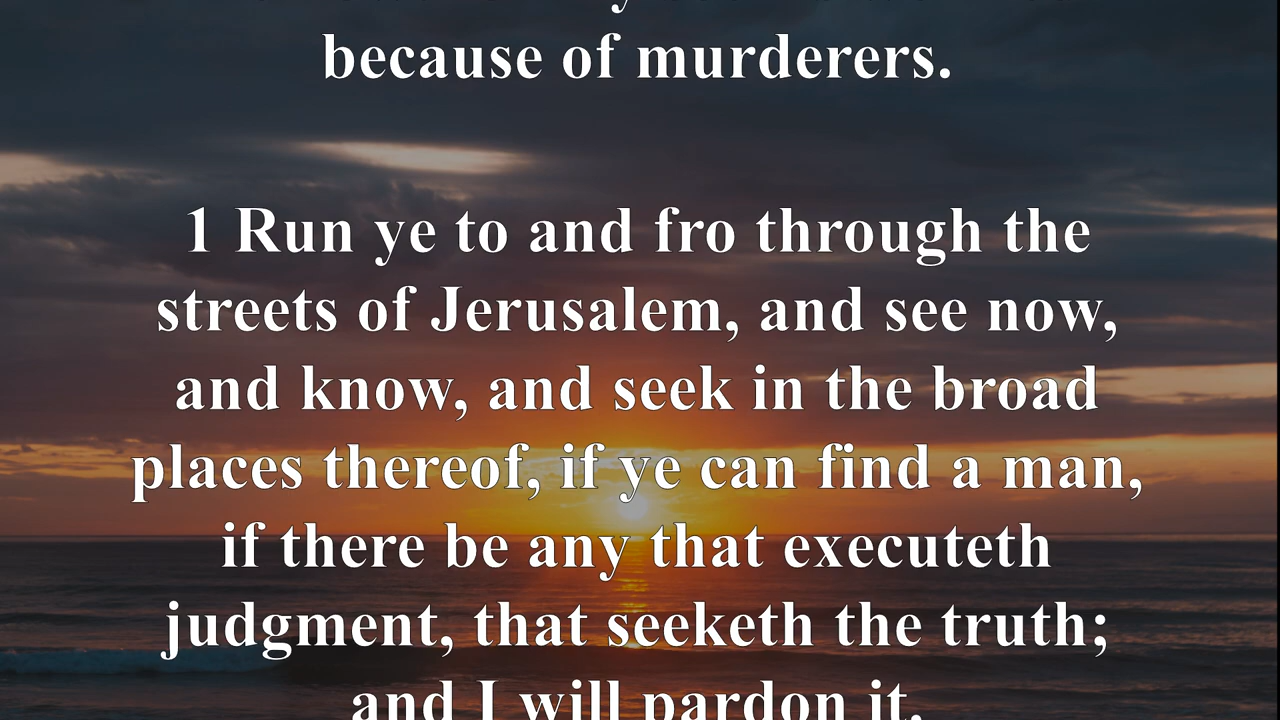 because of murderers.
1 Run ye to and fro through the
streets of Jerusalem, and see now,
and know, and seek in the broad
places thereof, if ye can find a man,
if there be any that executeth
judgment, that seeketh the truth;
and I will pardon it.